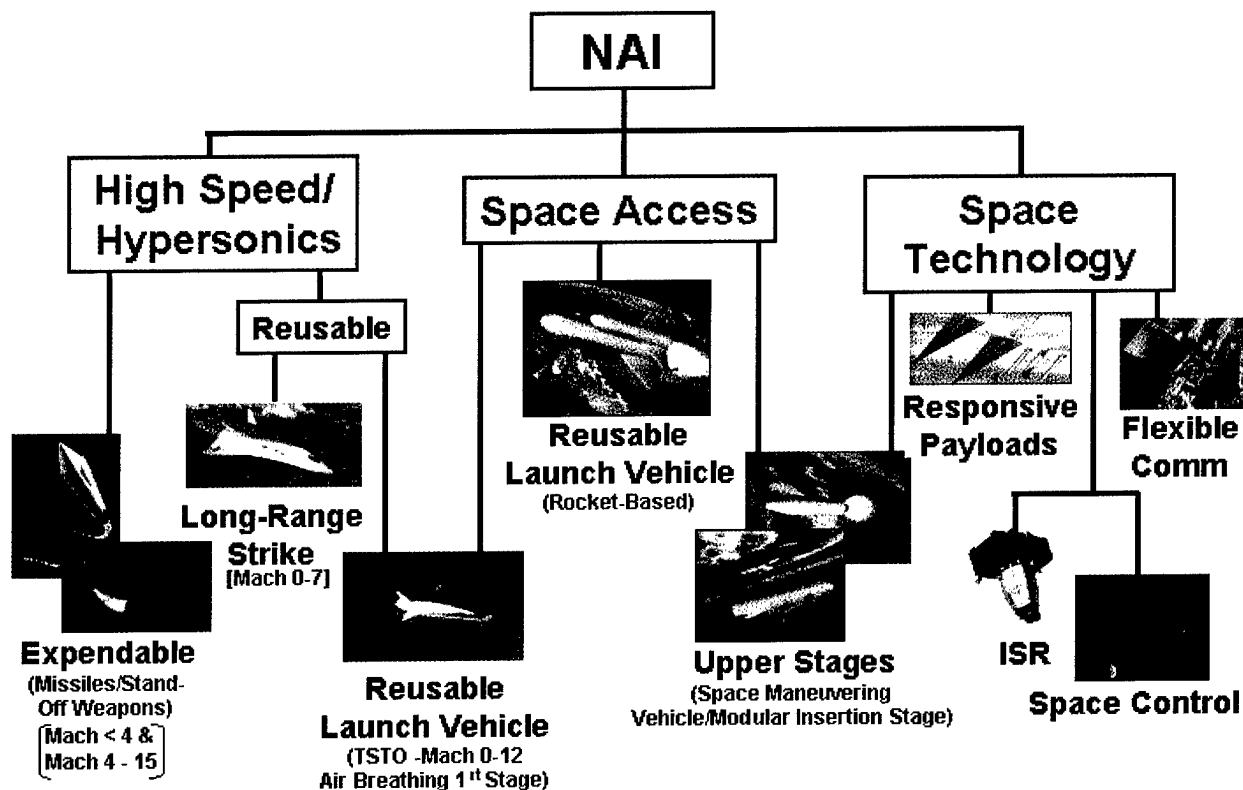 NAI
High Speed/
Hypersonics
Space Access
Space
Technology
Reusable
Long-Range
Strike
[Mach 0-7]
Expendable
(Missiles/Stand-
Off Weapons)
[Mach < 4 &
Mach 4 - 15]
Reusable
Launch Vehicle
(TSTO -Mach 0-12
Air Breathing 1st Stage)
Reusable
Launch Vehicle
(Rocket-Based)
Upper Stages
(Space Maneuvering
Vehicle/Modular Insertion Stage)
Responsive
Payloads
Flexible
Comm
ISR
Space Control